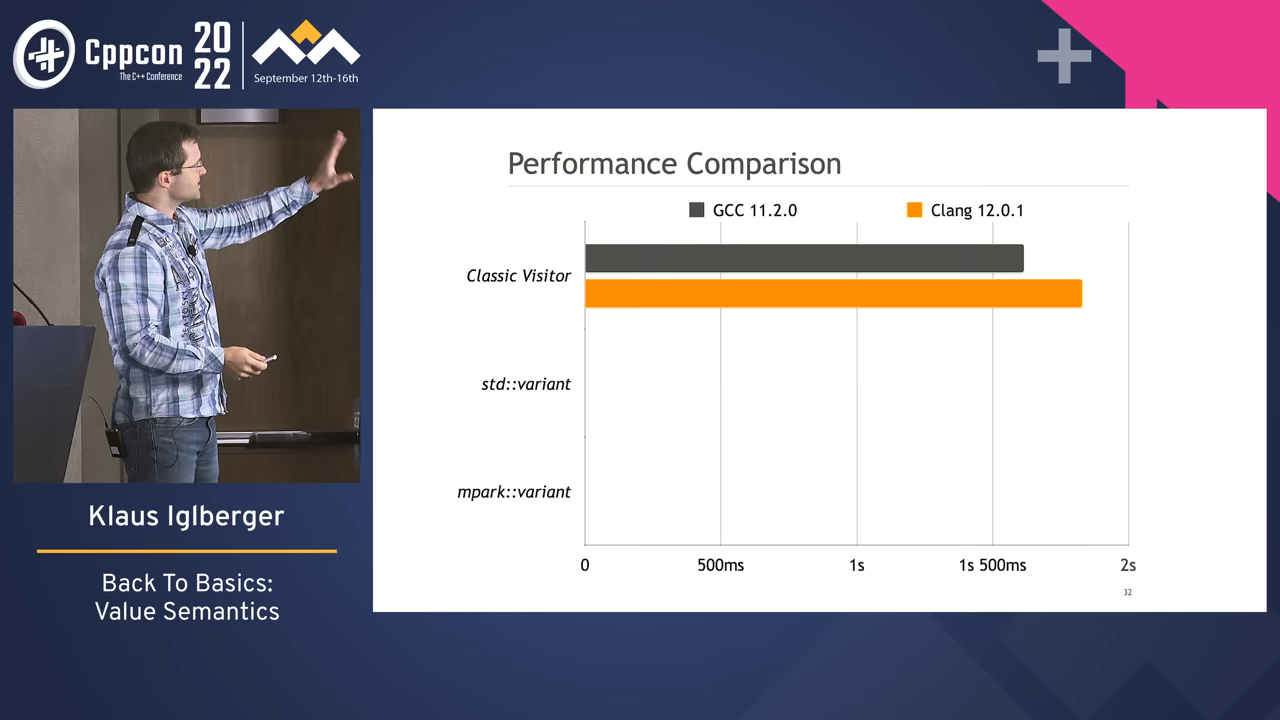 Cppcon
The C++ Conference
20
22
September 12th-16th
Performance Comparison
GCC 11.2.0
Clang 12.0.1
Classic Visitor
std::variant
mpark::variant
0
500ms
1s
1s 500ms
2s
32
Klaus Iglberger
Back To Basics:
Value Semantics